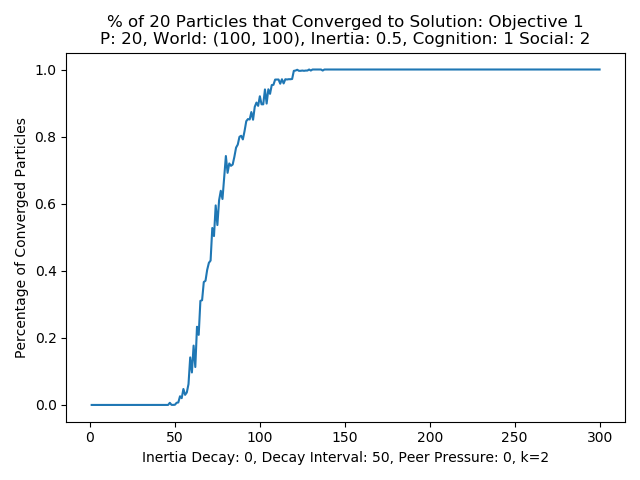 % of 20 Particles that Converged to Solution: Objective 1
P: 20, World: (100, 100), Inertia: 0.5, Cognition: 1 Social: 2
1.0
0.8
0.6
0.4
0.2
0.0
Percentage of Converged Particles
0 50 100 150 200 250 300
Inertia Decay: 0, Decay Interval: 50, Peer Pressure: 0, k=2